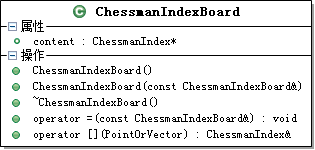 C ChessmanIndexBoard
属性
content : ChessmanIndex*
操作
ChessmanIndexBoard()
ChessmanIndexBoard(const ChessmanIndexBoard&)
~ChessmanIndexBoard()
operator =(const ChessmanIndexBoard&) : void
operator [](PointOrVector) : ChessmanIndex&